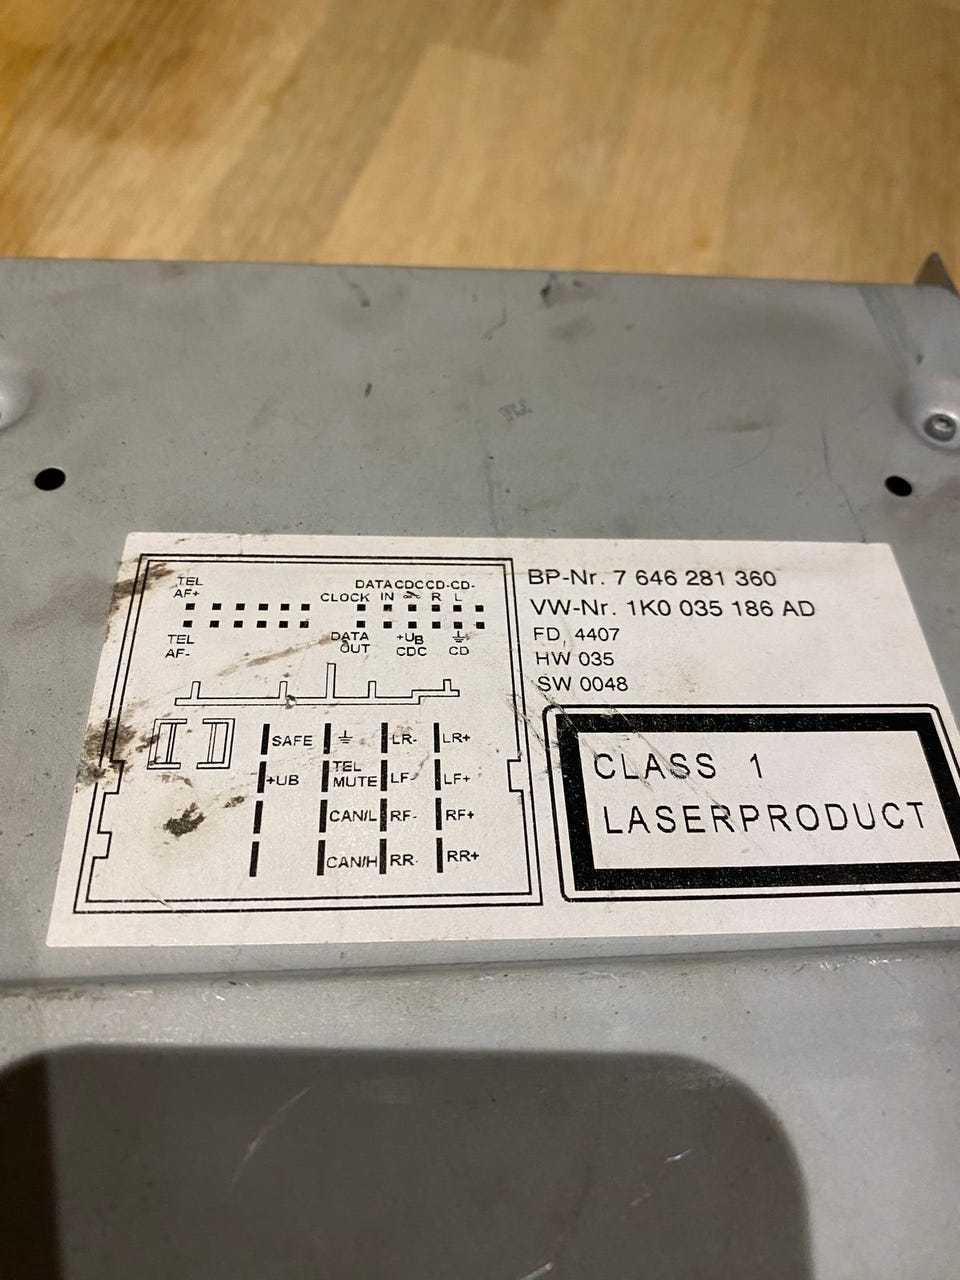 TEL
AF+
DATA CDC CD- CD-
CLOCK IN R L
TEL
AF-
DATA
OUT
+UB
CDC
CD
SAFE LR- LR+
+UB TEL
MUTE LF- LF+
CAN/L RF- RF+
CAN/H RR- RR+
BP-Nr. 7 646 281 360
VW-Nr. 1K0 035 186 AD
FD 4407
HW 035
SW 0048
CLASS 1
LASERPRODUCT